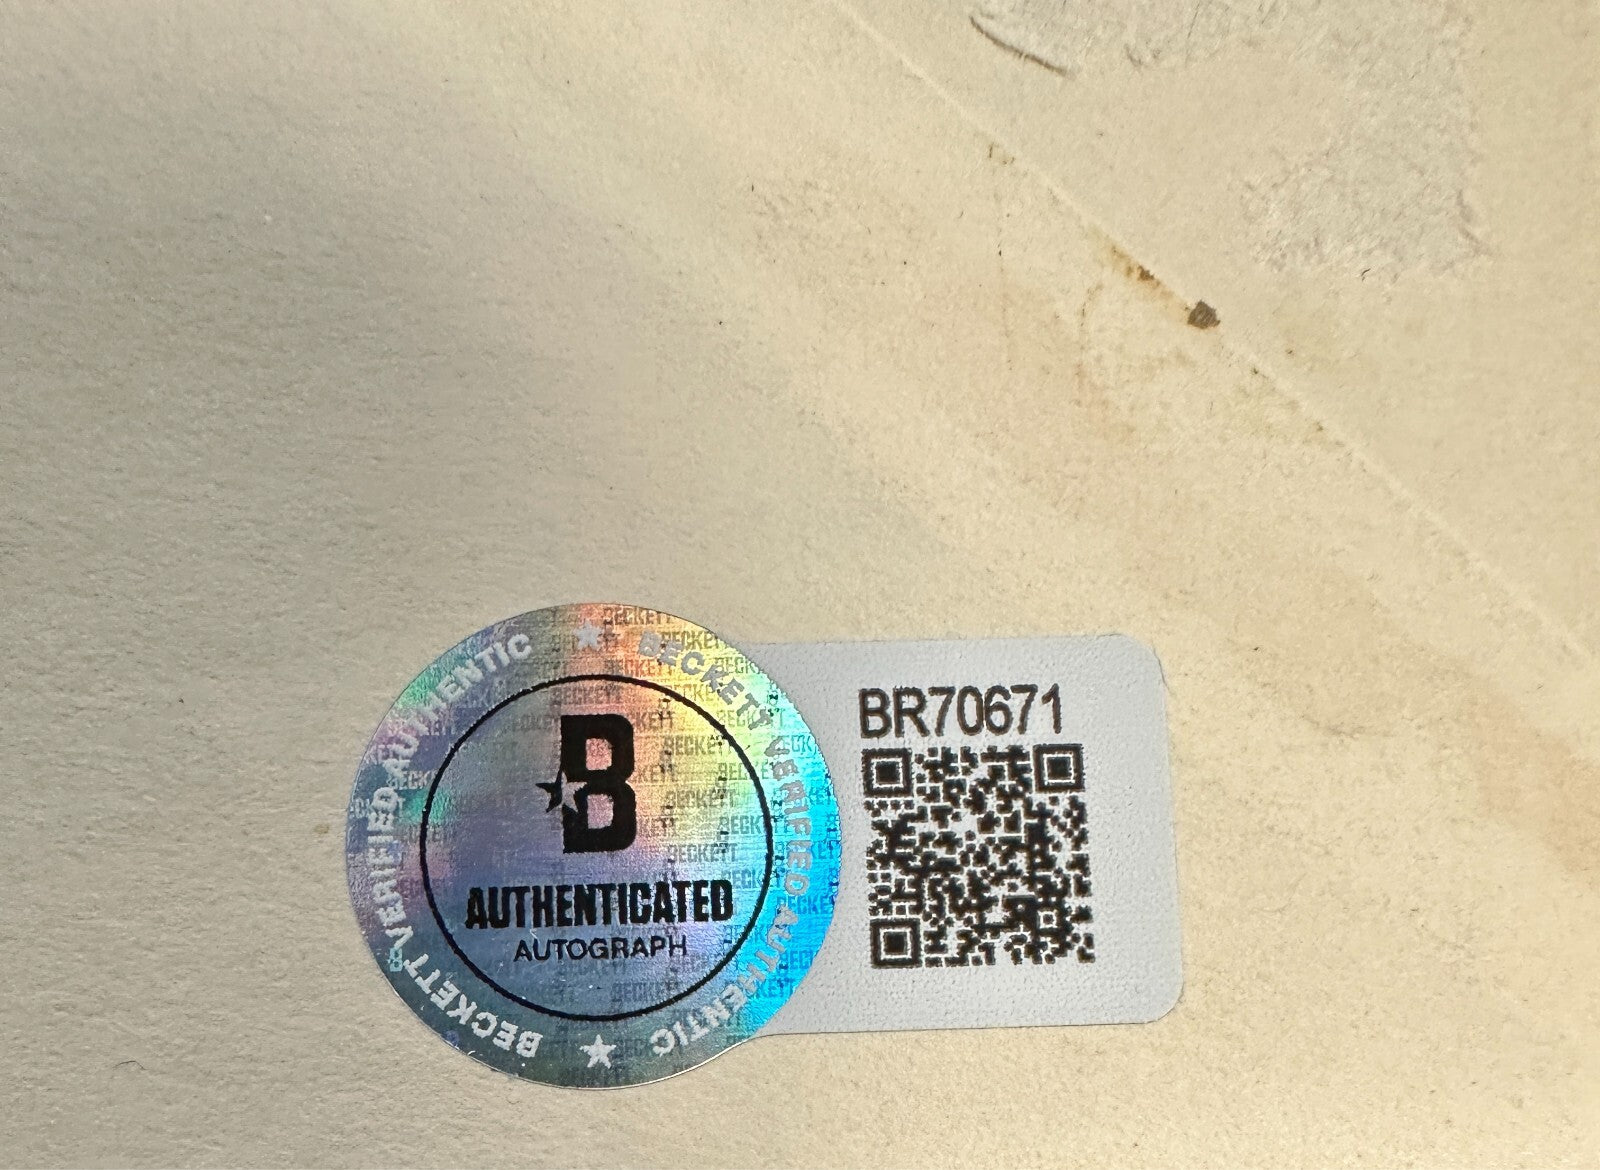 BECKETT VERIFIED AUTHENTIC
BECKETT VERIFIED AUTHENTIC
B
AUTHENTICATED
AUTOGRAPH
BR70671